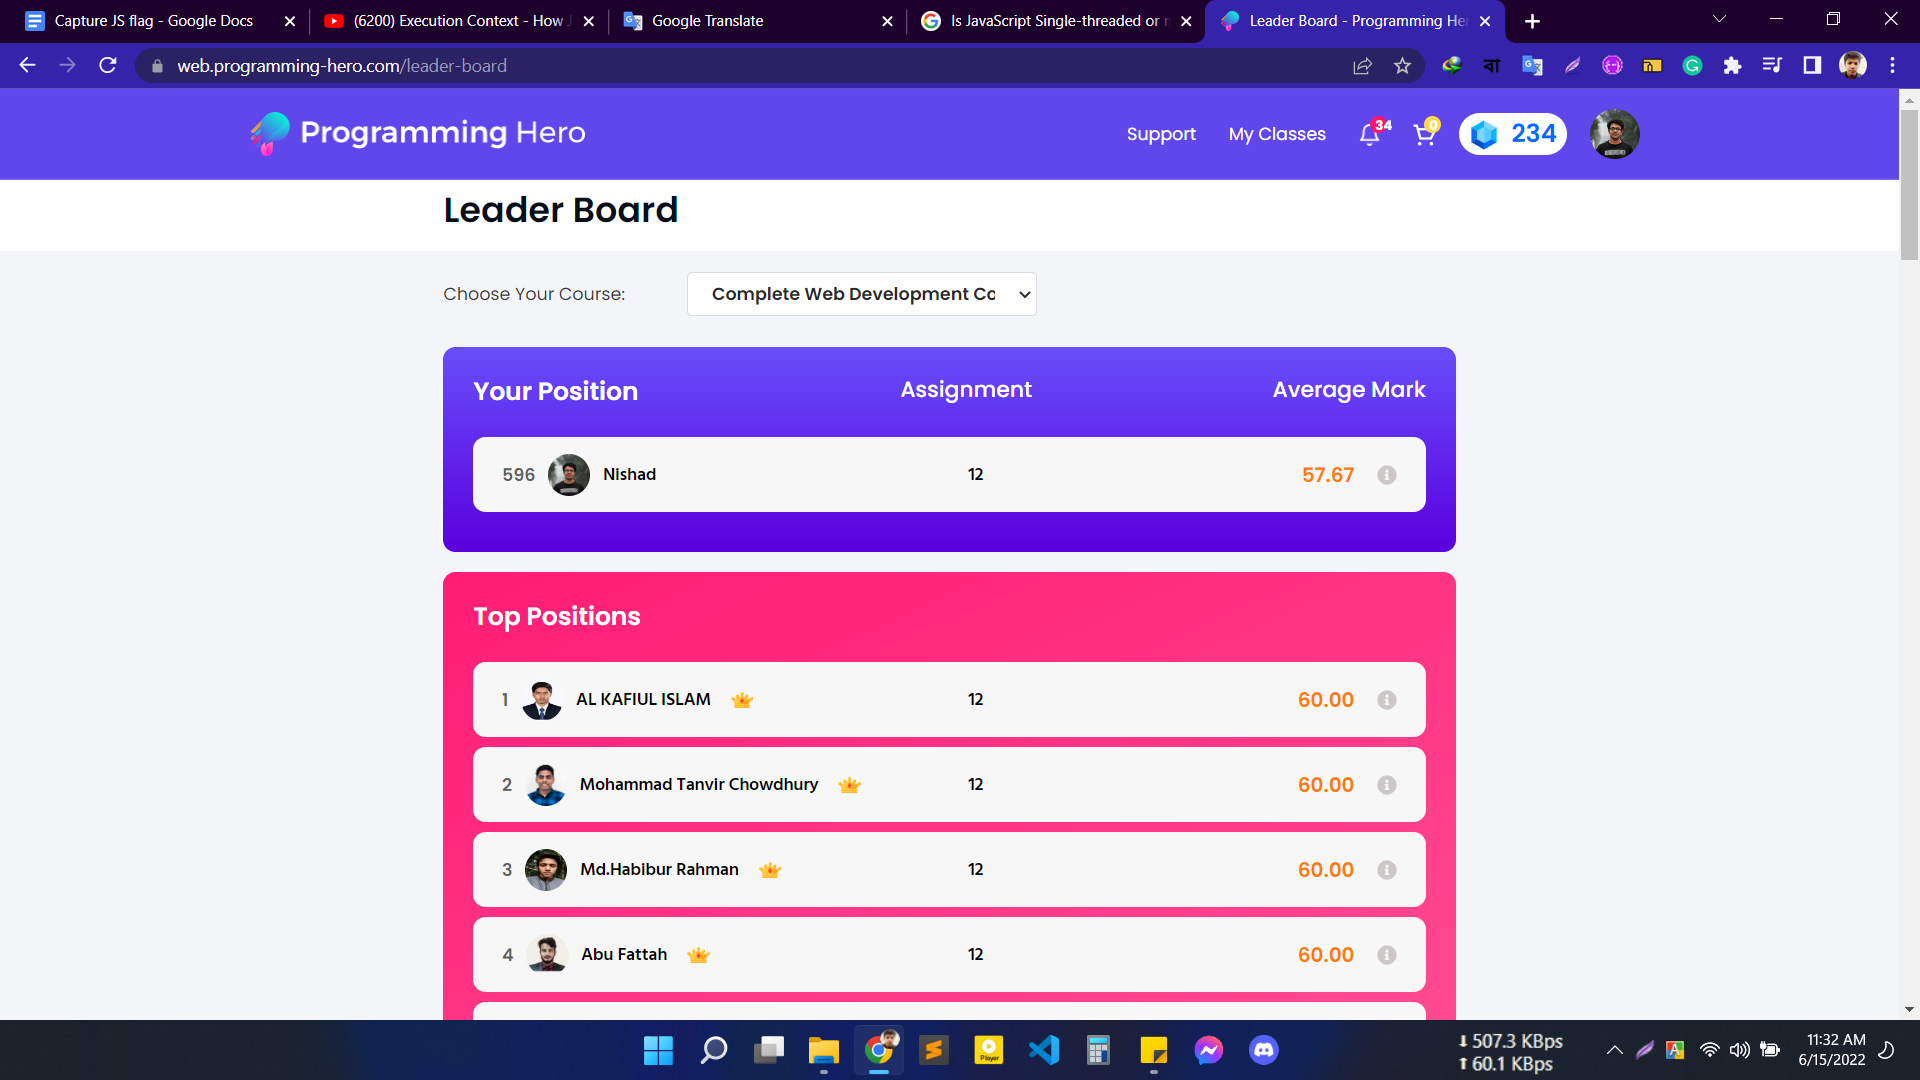 Capture JS flag - Google Docs
(6200) Execution Context - How J
Google Translate
Is JavaScript Single-threaded or m
Leader Board - Programming Her
web.programming-hero.com/leader-board
বা
Programming Hero
Support
My Classes
34
0
234
Leader Board
Choose Your Course:
Complete Web Development Co
Your Position
Assignment
Average Mark
596 Nishad 12 57.67
Top Positions
1 AL KAFIUL ISLAM 12 60.00
2 Mohammad Tanvir Chowdhury 12 60.00
3 Md.Habibur Rahman 12 60.00
4 Abu Fattah 12 60.00
Player
507.3 KBps
60.1 KBps
A
11:32 AM
6/15/2022